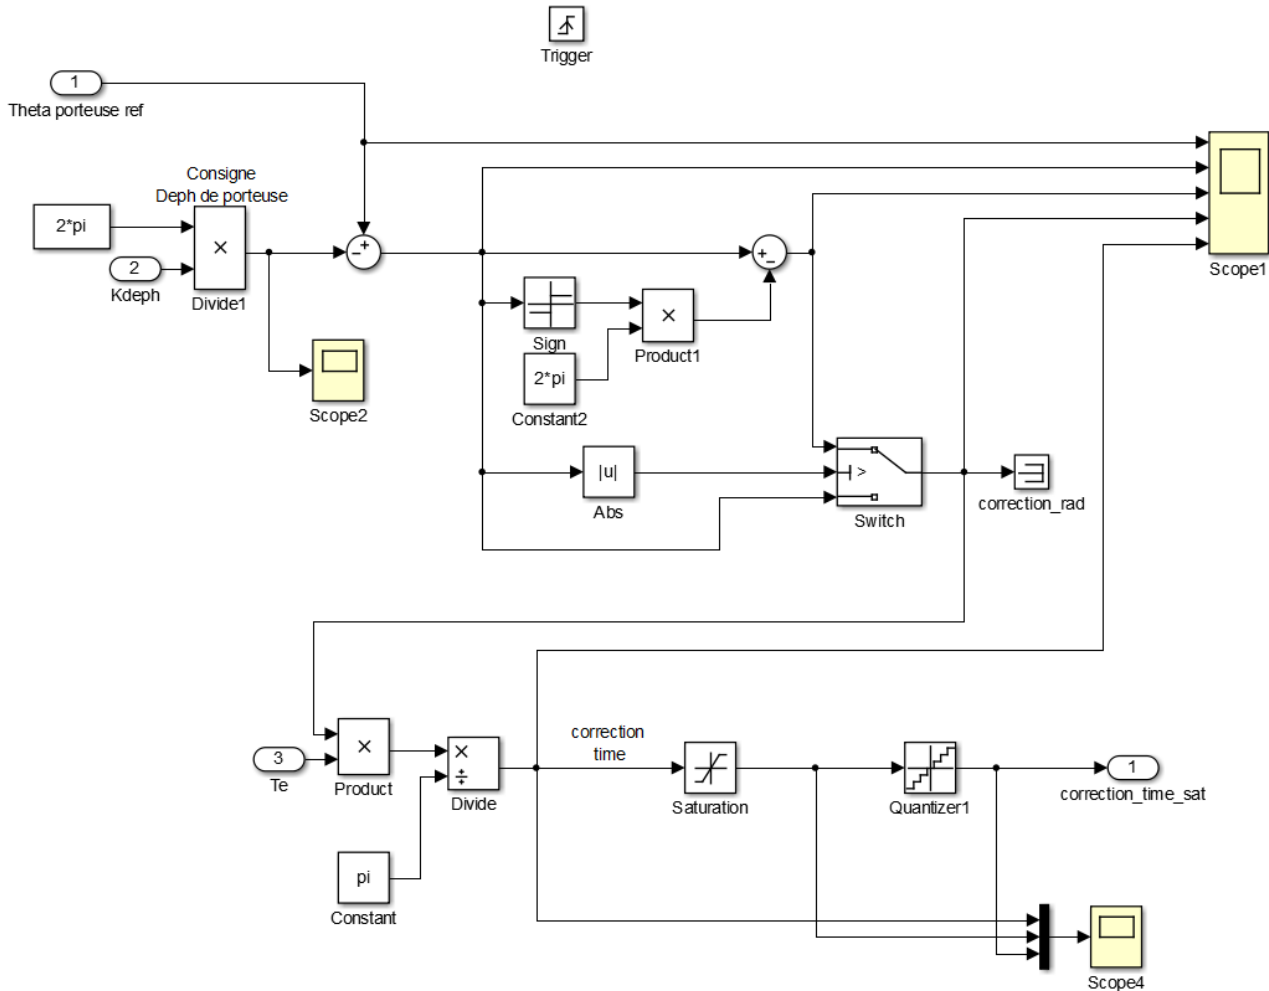 Trigger
1
Theta porteuse ref
Consigne
Deph de porteuse
2*pi
×
2
Kdeph
Divide1
+
−
+
−
Scope1
Sign
×
Product1
2*pi
Constant2
Scope2
|u|
Abs
>
Switch
correction_rad
correction
time
3
Te
×
Product
×
÷
Divide
Saturation
Quantizer1
1
correction_time_sat
pi
Constant
Scope4